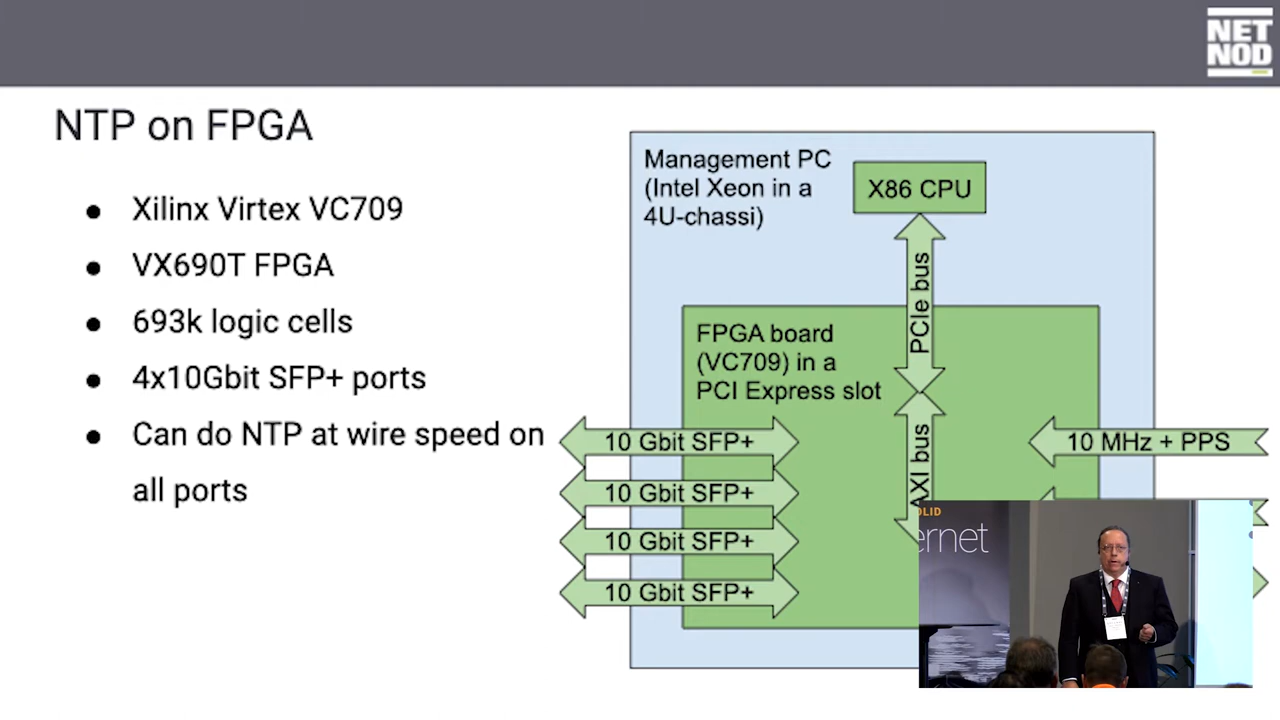 NET
NOD
NTP on FPGA
● Xilinx Virtex VC709
● VX690T FPGA
● 693k logic cells
● 4x10Gbit SFP+ ports
● Can do NTP at wire speed on
all ports
Management PC
(Intel Xeon in a
4U-chassi)
X86 CPU
PCIe bus
FPGA board
(VC709) in a
PCI Express slot
AXI bus
10 Gbit SFP+
10 Gbit SFP+
10 Gbit SFP+
10 Gbit SFP+
10 MHz + PPS
OLID
ernet